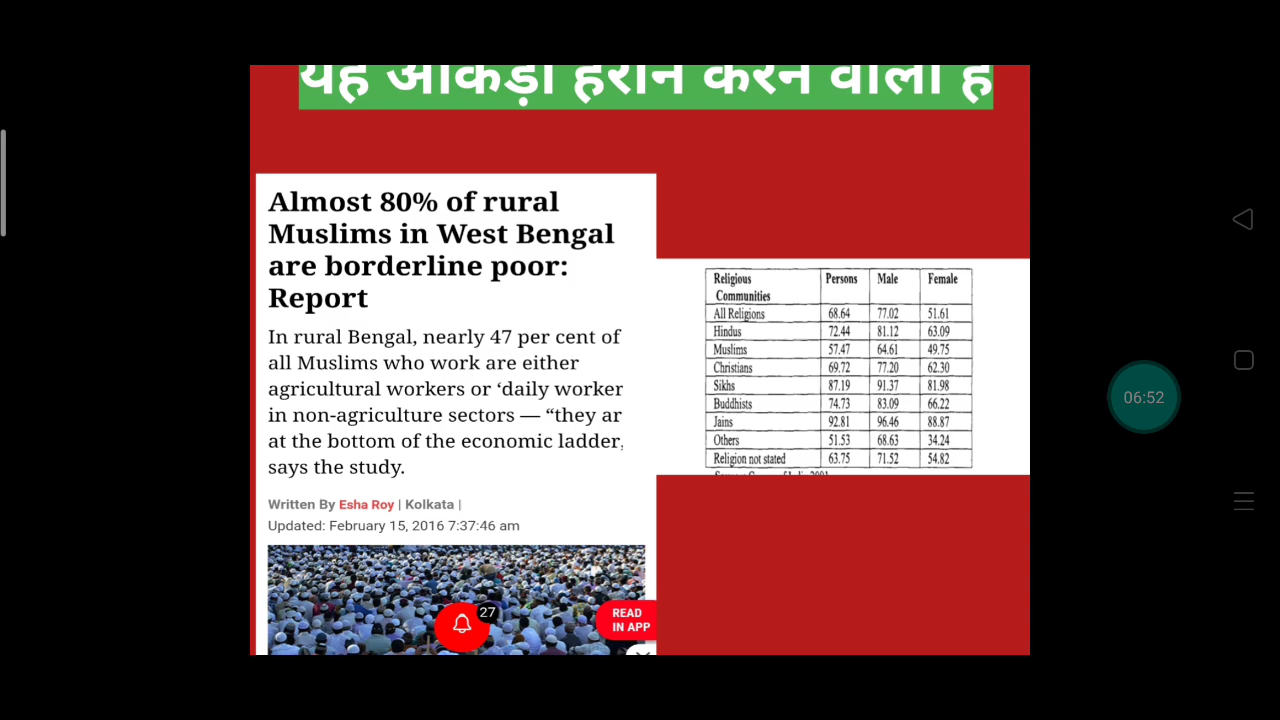 यह आंकड़ा हैरान करने वाला है
Almost 80% of rural
Muslims in West Bengal
are borderline poor:
Report
In rural Bengal, nearly 47 per cent of
all Muslims who work are either
agricultural workers or ‘daily worker
in non-agriculture sectors — “they ar
at the bottom of the economic ladder,
says the study.
Written By Esha Roy | Kolkata |
Updated: February 15, 2016 7:37:46 am
27
READ
IN APP
Religious Communities Persons Male Female
All Religions 68.64 77.02 51.61
Hindus 72.44 81.12 63.09
Muslims 57.47 64.61 49.75
Christians 69.72 77.20 62.30
Sikhs 87.19 91.37 81.98
Buddhists 74.73 83.09 66.22
Jains 92.81 96.46 88.87
Others 51.53 68.63 34.24
Religion not stated 63.75 71.52 54.82
06:52